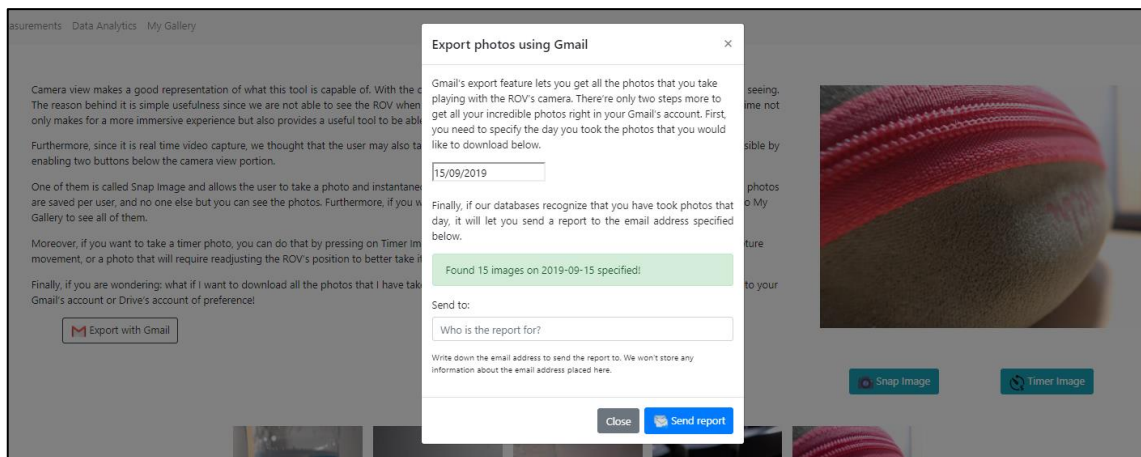 asurements Data Analytics My Gallery
Export photos using Gmail
×
Gmail's export feature lets you get all the photos that you take
playing with the ROV's camera. There're only two steps more to
get all your incredible photos right in your Gmail's account. First,
you need to specify the day you took the photos that you would
like to download below.
15/09/2019
Finally, if our databases recognize that you have took photos that
day, it will let you send a report to the email address specified
below.
Found 15 images on 2019-09-15 specified!
Send to:
Who is the report for?
Write down the email address to send the report to. We won't store any
information about the email address placed here.
Close
Send report
Camera view makes a good representation of what this tool is capable of. With the seeing.
The reason behind it is simple usefulness since we are not able to see the ROV when ime not
only makes for a more immersive experience but also provides a useful tool to be able
Furthermore, since it is real time video capture, we thought that the user may also ta sible by
enabling two buttons below the camera view portion.
One of them is called Snap Image and allows the user to take a photo and instantane photos
are saved per user, and no one else but you can see the photos. Furthermore, if you w o My
Gallery to see all of them.
Moreover, if you want to take a timer photo, you can do that by pressing on Timer Im ture
movement, or a photo that will require readjusting the ROV's position to better take i
Finally, if you are wondering: what if I want to download all the photos that I have tak to your
Gmail's account or Drive's account of preference!
Export with Gmail
Snap Image
Timer Image